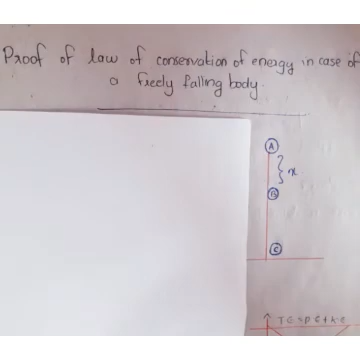 Proof of law of conservation of energy in case of
a freely falling body.
A
x
B
C
T.E = P.E + K.E